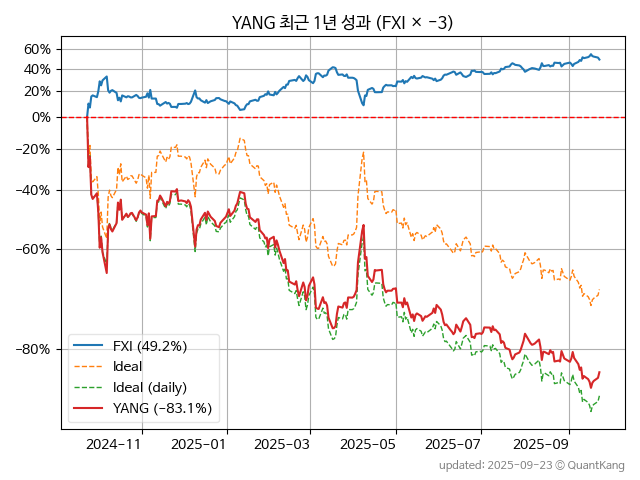 YANG 최근 1년 성과 (FXI × −3)
60%
40%
20%
0%
−20%
−40%
−60%
−80%
FXI (49.2%)
Ideal
Ideal (daily)
YANG (−83.1%)
2024-11
2025-01
2025-03
2025-05
2025-07
2025-09
updated: 2025-09-23 ⓒ QuantKang